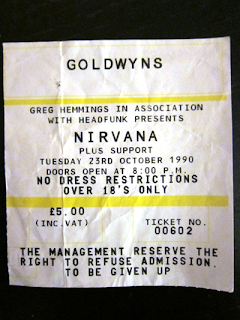 GOLDWYNS
GREG HEMMINGS IN ASSOCIATION
WITH HEADFUNK PRESENTS
NIRVANA
PLUS SUPPORT
TUESDAY 23RD OCTOBER 1990
DOORS OPEN AT 8:00 P.M.
NO DRESS RESTRICTIONS
OVER 18'S ONLY
£5.00
(INC.VAT)
TICKET NO.
00602
THE MANAGEMENT RESERVE THE
RIGHT TO REFUSE ADMISSION.
TO BE GIVEN UP